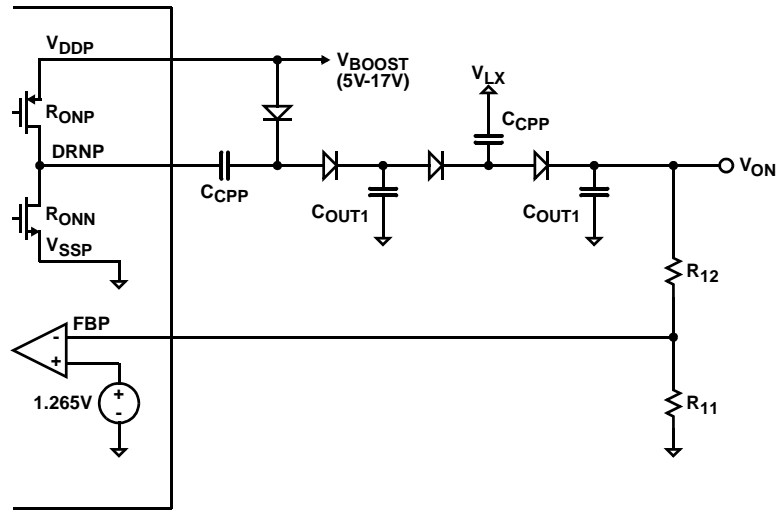 VDDP
VBOOST
(5V-17V)
VLX
RONP
CCPP
DRNP
VON
CCPP
COUT1
COUT1
RONN
VSSP
R12
FBP
-
+
1.265V
+
-
R11